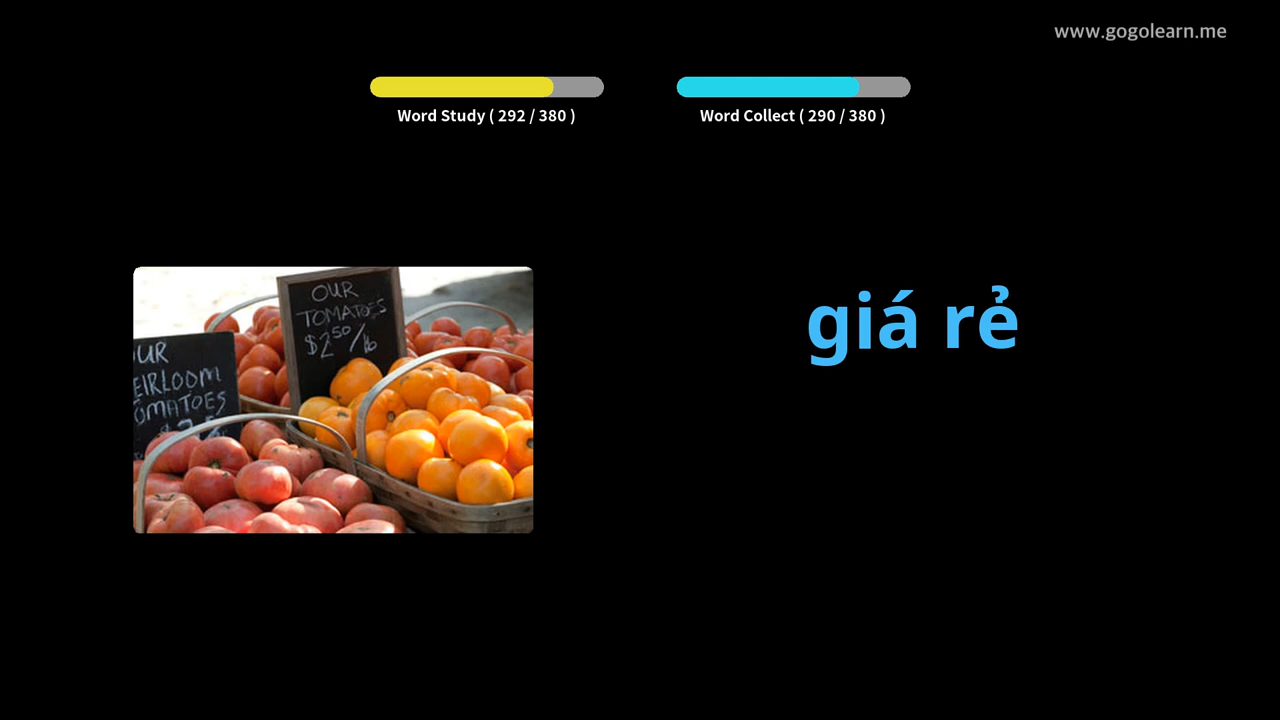 www.gogolearn.me
Word Study ( 292 / 380 )
Word Collect ( 290 / 380 )
giá rẻ
OUR
TOMATOES
$2.50/lb
UR
EIRLOOM
OMATOES